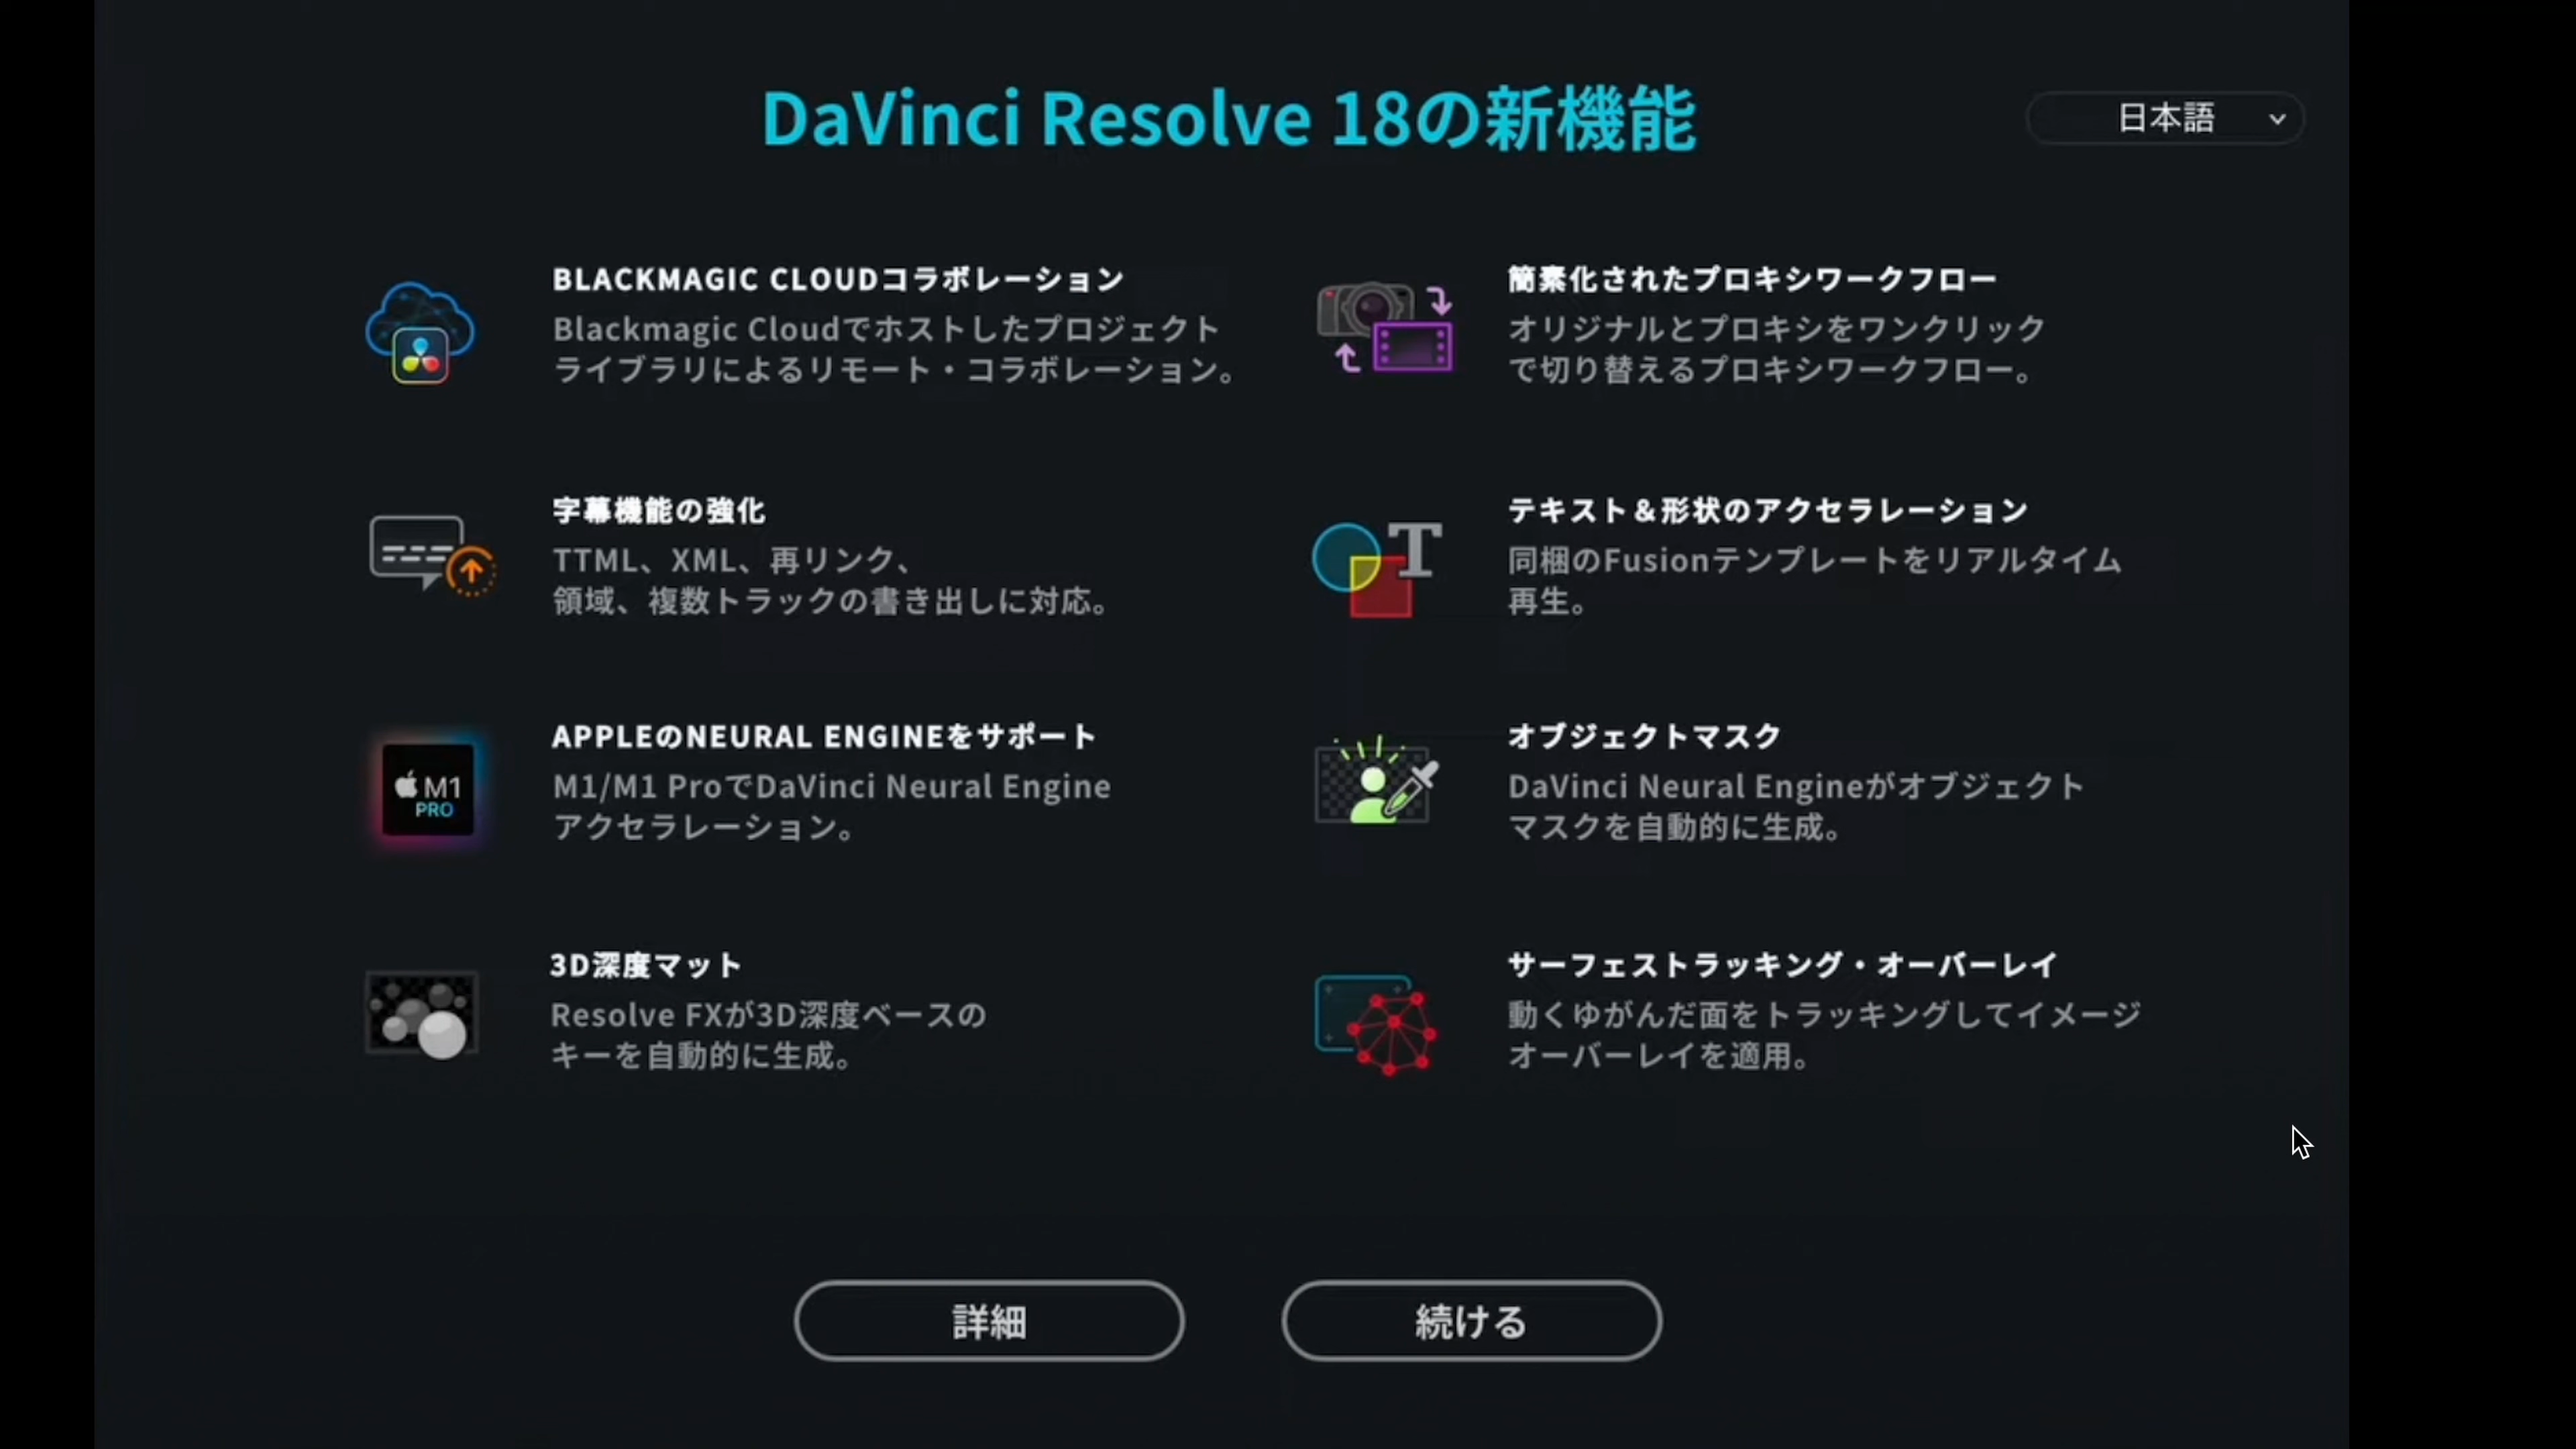 DaVinci Resolve 18の新機能
日本語
BLACKMAGIC CLOUDコラボレーション
Blackmagic Cloudでホストしたプロジェクト
ライブラリによるリモート・コラボレーション。
簡素化されたプロキシワークフロー
オリジナルとプロキシをワンクリック
で切り替えるプロキシワークフロー。
字幕機能の強化
TTML、XML、再リンク、
領域、複数トラックの書き出しに対応。
T
テキスト＆形状のアクセラレーション
同梱のFusionテンプレートをリアルタイム
再生。
M1
PRO
APPLEのNEURAL ENGINEをサポート
M1/M1 ProでDaVinci Neural Engine
アクセラレーション。
オブジェクトマスク
DaVinci Neural Engineがオブジェクト
マスクを自動的に生成。
3D深度マット
Resolve FXが3D深度ベースの
キーを自動的に生成。
サーフェストラッキング・オーバーレイ
動くゆがんだ面をトラッキングしてイメージ
オーバーレイを適用。
詳細
続ける